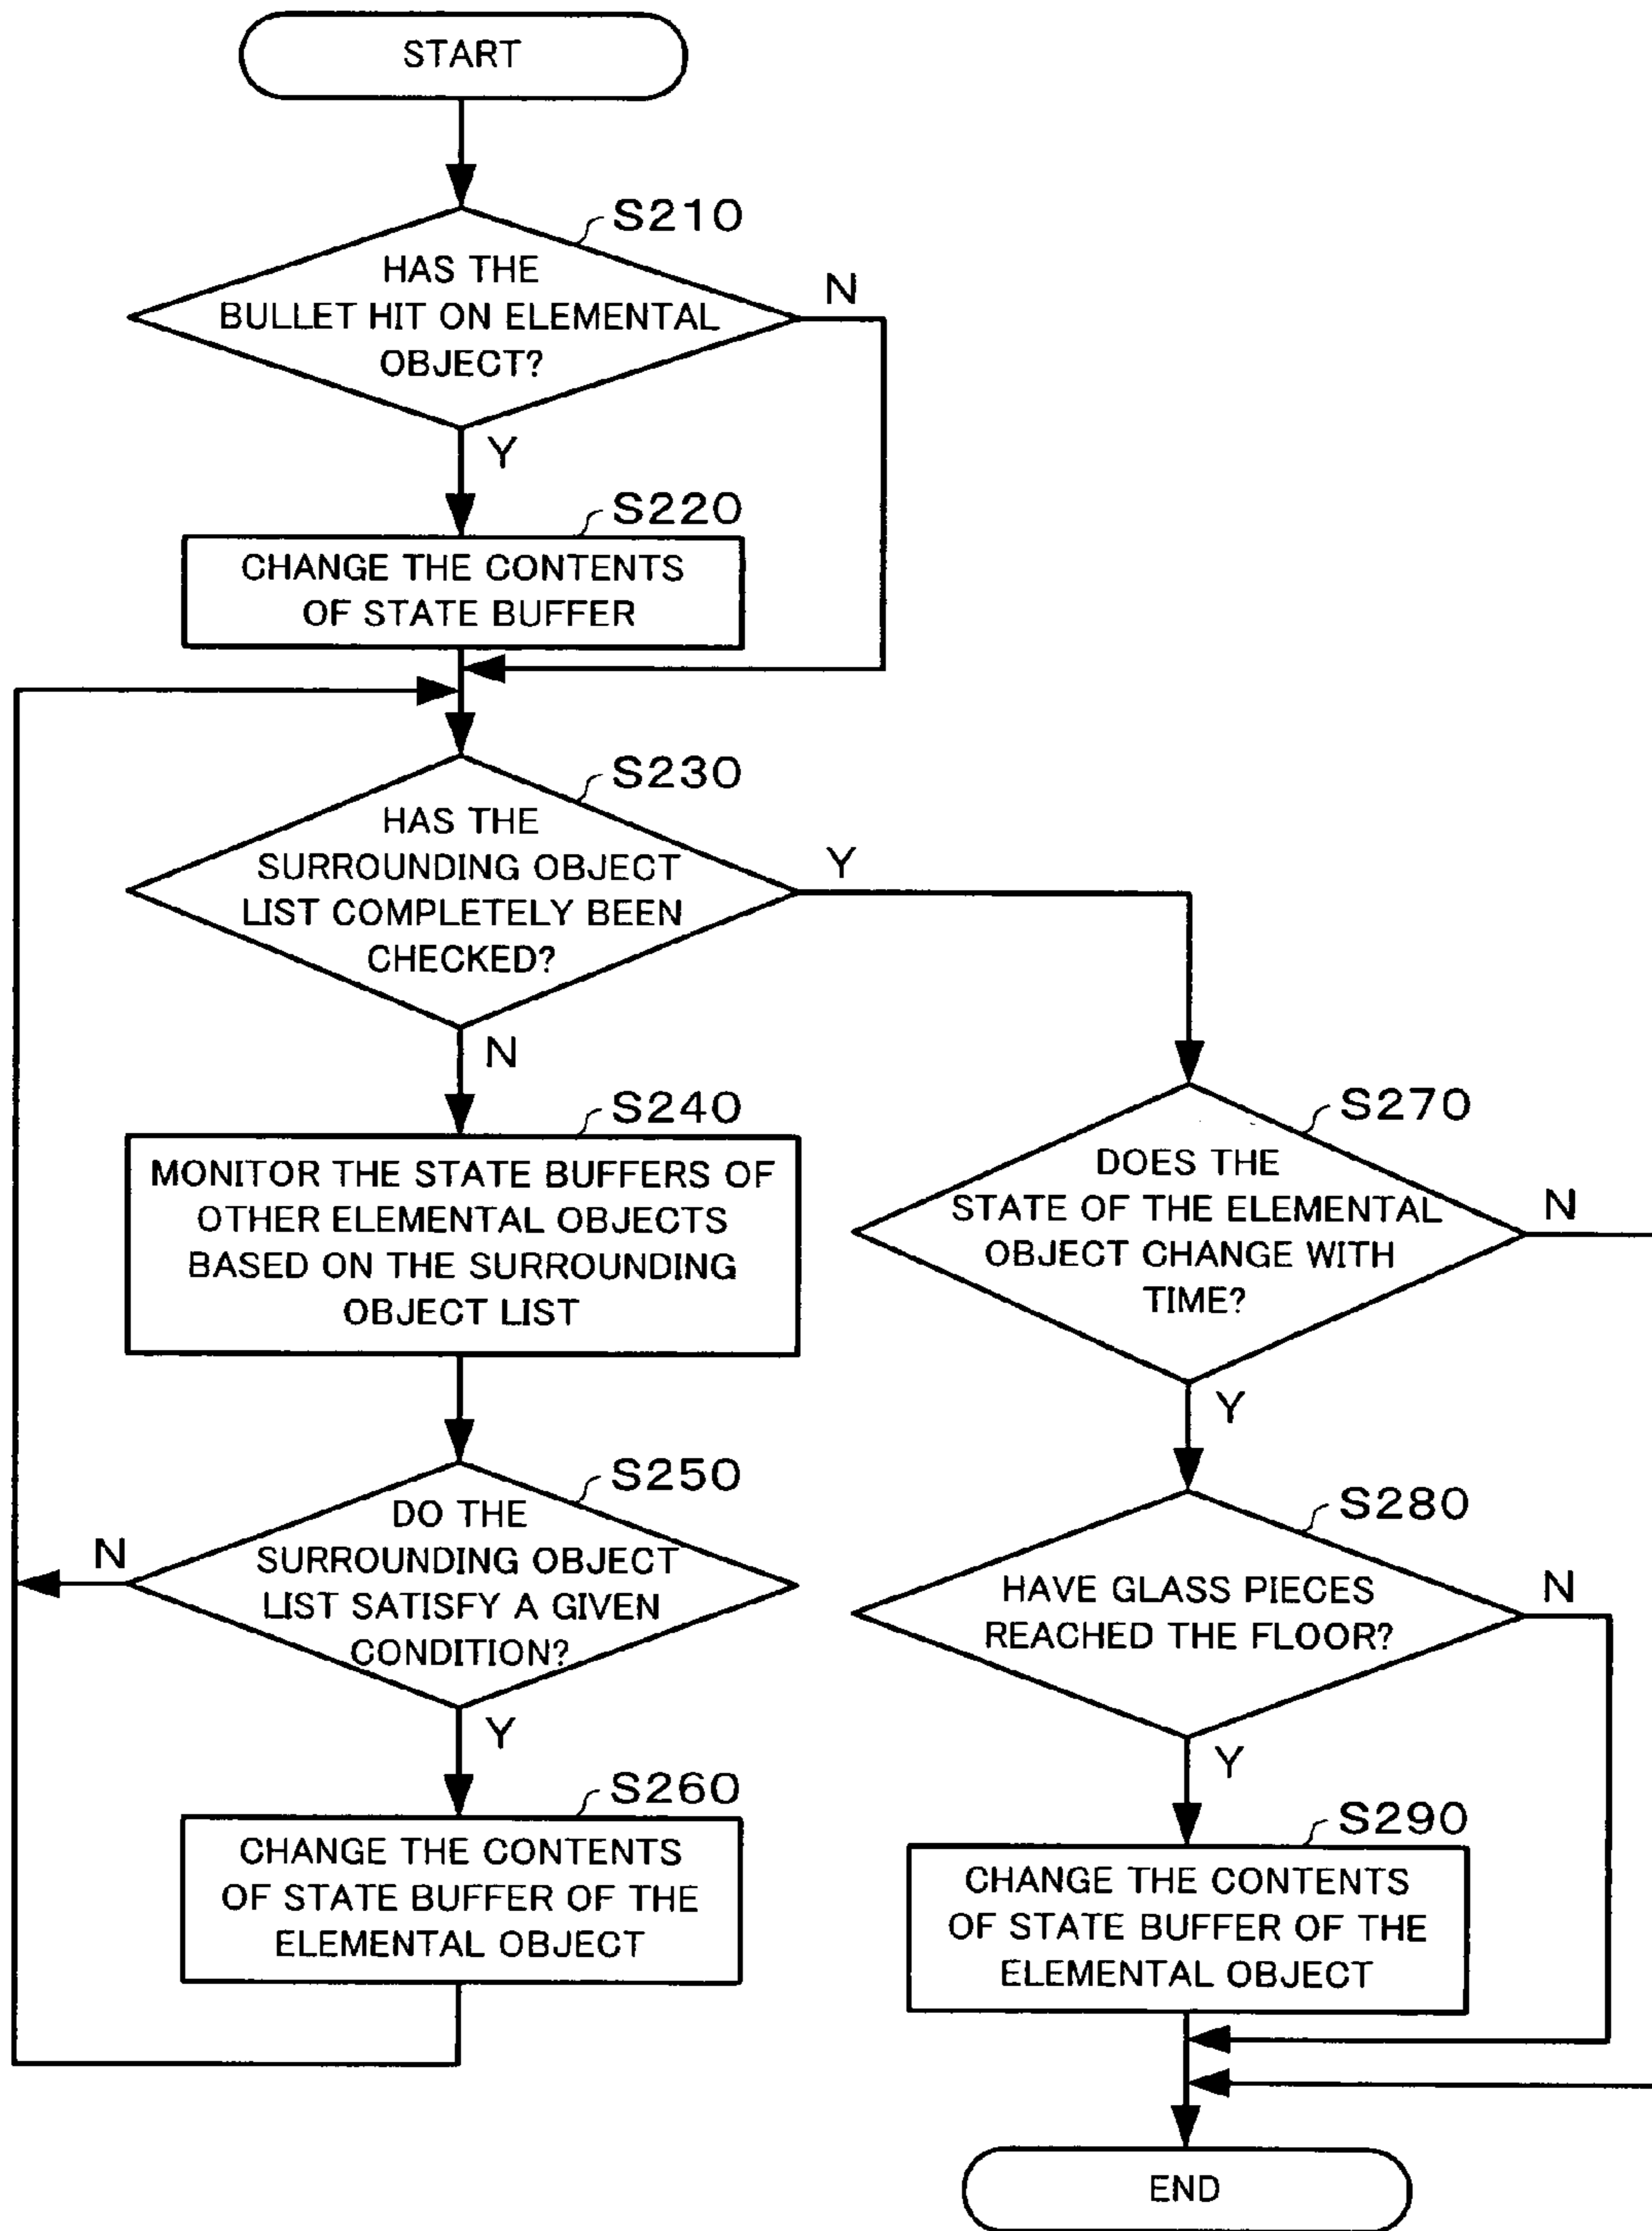 START
S210
HAS THE
BULLET HIT ON ELEMENTAL
OBJECT?
N
Y
S220
CHANGE THE CONTENTS
OF STATE BUFFER
S230
HAS THE
SURROUNDING OBJECT
LIST COMPLETELY BEEN
CHECKED?
Y
N
S240
MONITOR THE STATE BUFFERS OF
OTHER ELEMENTAL OBJECTS
BASED ON THE SURROUNDING
OBJECT LIST
S250
DO THE
SURROUNDING OBJECT
LIST SATISFY A GIVEN
CONDITION?
N
Y
S260
CHANGE THE CONTENTS
OF STATE BUFFER OF THE
ELEMENTAL OBJECT
S270
DOES THE
STATE OF THE ELEMENTAL
OBJECT CHANGE WITH
TIME?
N
Y
S280
HAVE GLASS PIECES
REACHED THE FLOOR?
N
Y
S290
CHANGE THE CONTENTS
OF STATE BUFFER OF THE
ELEMENTAL OBJECT
END